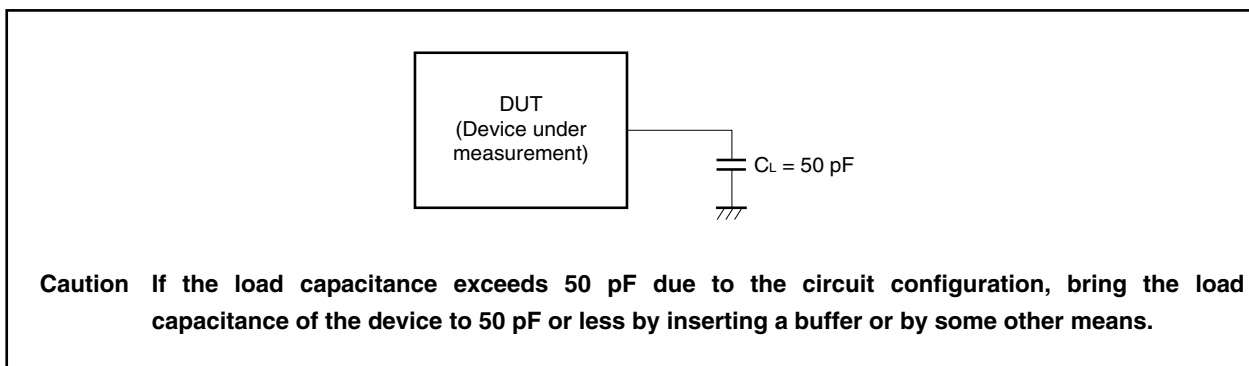 DUT
(Device under
measurement)
CL = 50 pF
Caution If the load capacitance exceeds 50 pF due to the circuit configuration, bring the load
capacitance of the device to 50 pF or less by inserting a buffer or by some other means.